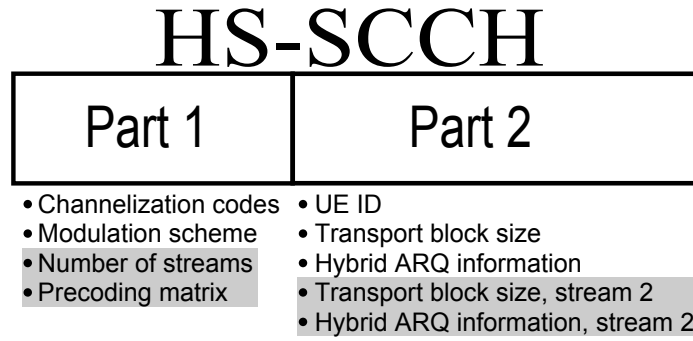 HS-SCCH
Part 1 Part 2
• Channelization codes
• Modulation scheme
• Number of streams
• Precoding matrix
• UE ID
• Transport block size
• Hybrid ARQ information
• Transport block size, stream 2
• Hybrid ARQ information, stream 2